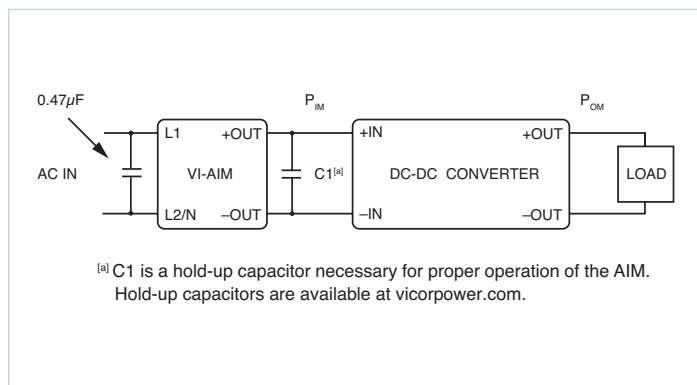 0.47µF
P_IM
P_OM
L1
+OUT
+IN
+OUT
AC IN
VI-AIM
C1[a]
DC-DC CONVERTER
LOAD
L2/N
–OUT
–IN
–OUT
[a] C1 is a hold-up capacitor necessary for proper operation of the AIM.
Hold-up capacitors are available at vicorpower.com.